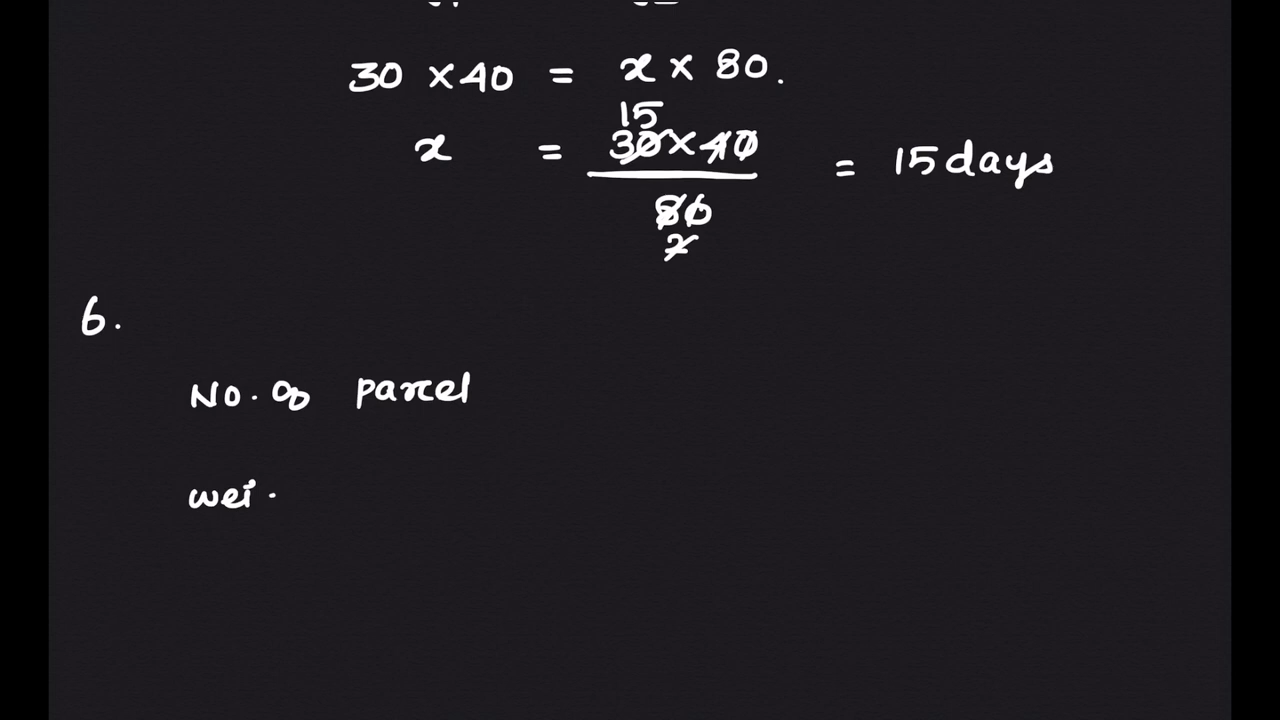 30 × 40 = x × 80.
15
x = 30 × 40 = 15 days
80
2
6.
No. of parcel
wei.